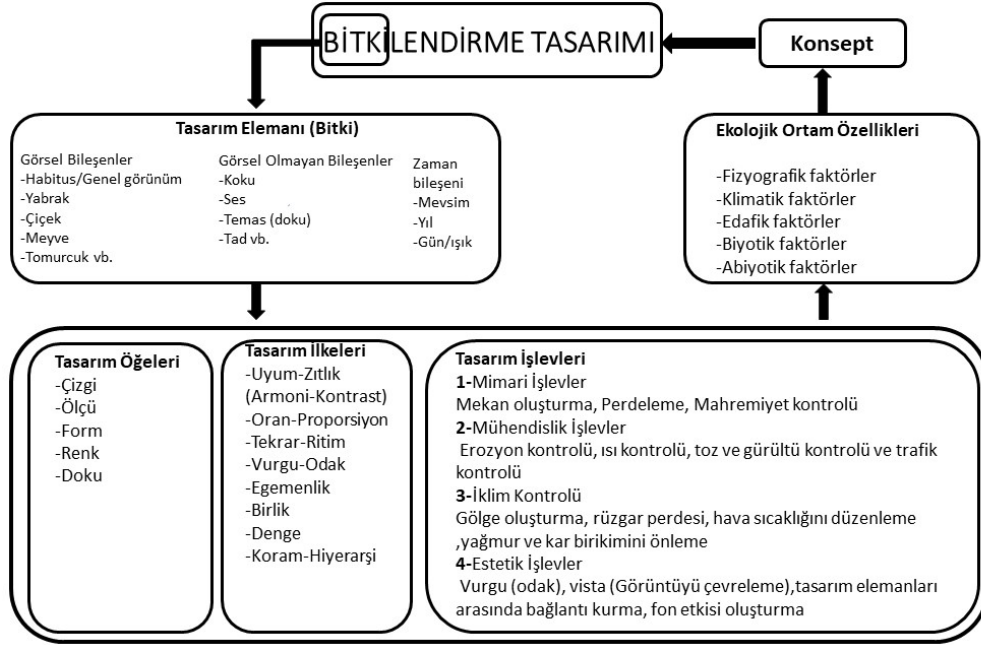 BİTKİLENDİRME TASARIMI
Konsept
Tasarım Elemanı (Bitki)
Görsel Bileşenler
-Habitus/Genel görünüm
-Yabrak
-Çiçek
-Meyve
-Tomurcuk vb.
Görsel Olmayan Bileşenler
-Koku
-Ses
-Temas (doku)
-Tad vb.
Zaman
bileşeni
-Mevsim
-Yıl
-Gün/ışık
Ekolojik Ortam Özellikleri
-Fizyografik faktörler
-Klimatik faktörler
-Edafik faktörler
-Biyotik faktörler
-Abiyotik faktörler
Tasarım Öğeleri
-Çizgi
-Ölçü
-Form
-Renk
-Doku
Tasarım İlkeleri
-Uyum-Zıtlık
(Armoni-Kontrast)
-Oran-Proporsiyon
-Tekrar-Ritim
-Vurgu-Odak
-Egemenlik
-Birlik
-Denge
-Koram-Hiyerarşi
Tasarım İşlevleri
1-Mimari İşlevler
Mekan oluşturma, Perdeleme, Mahremiyet kontrolü
2-Mühendislik İşlevler
Erozyon kontrolü, ısı kontrolü, toz ve gürültü kontrolü ve trafik
kontrolü
3-İklim Kontrolü
Gölge oluşturma, rüzgar perdesi, hava sıcaklığını düzenleme
,yağmur ve kar birikimini önleme
4-Estetik İşlevler
Vurgu (odak), vista (Görüntüyü çevreleme),tasarım elemanları
arasında bağlantı kurma, fon etkisi oluşturma